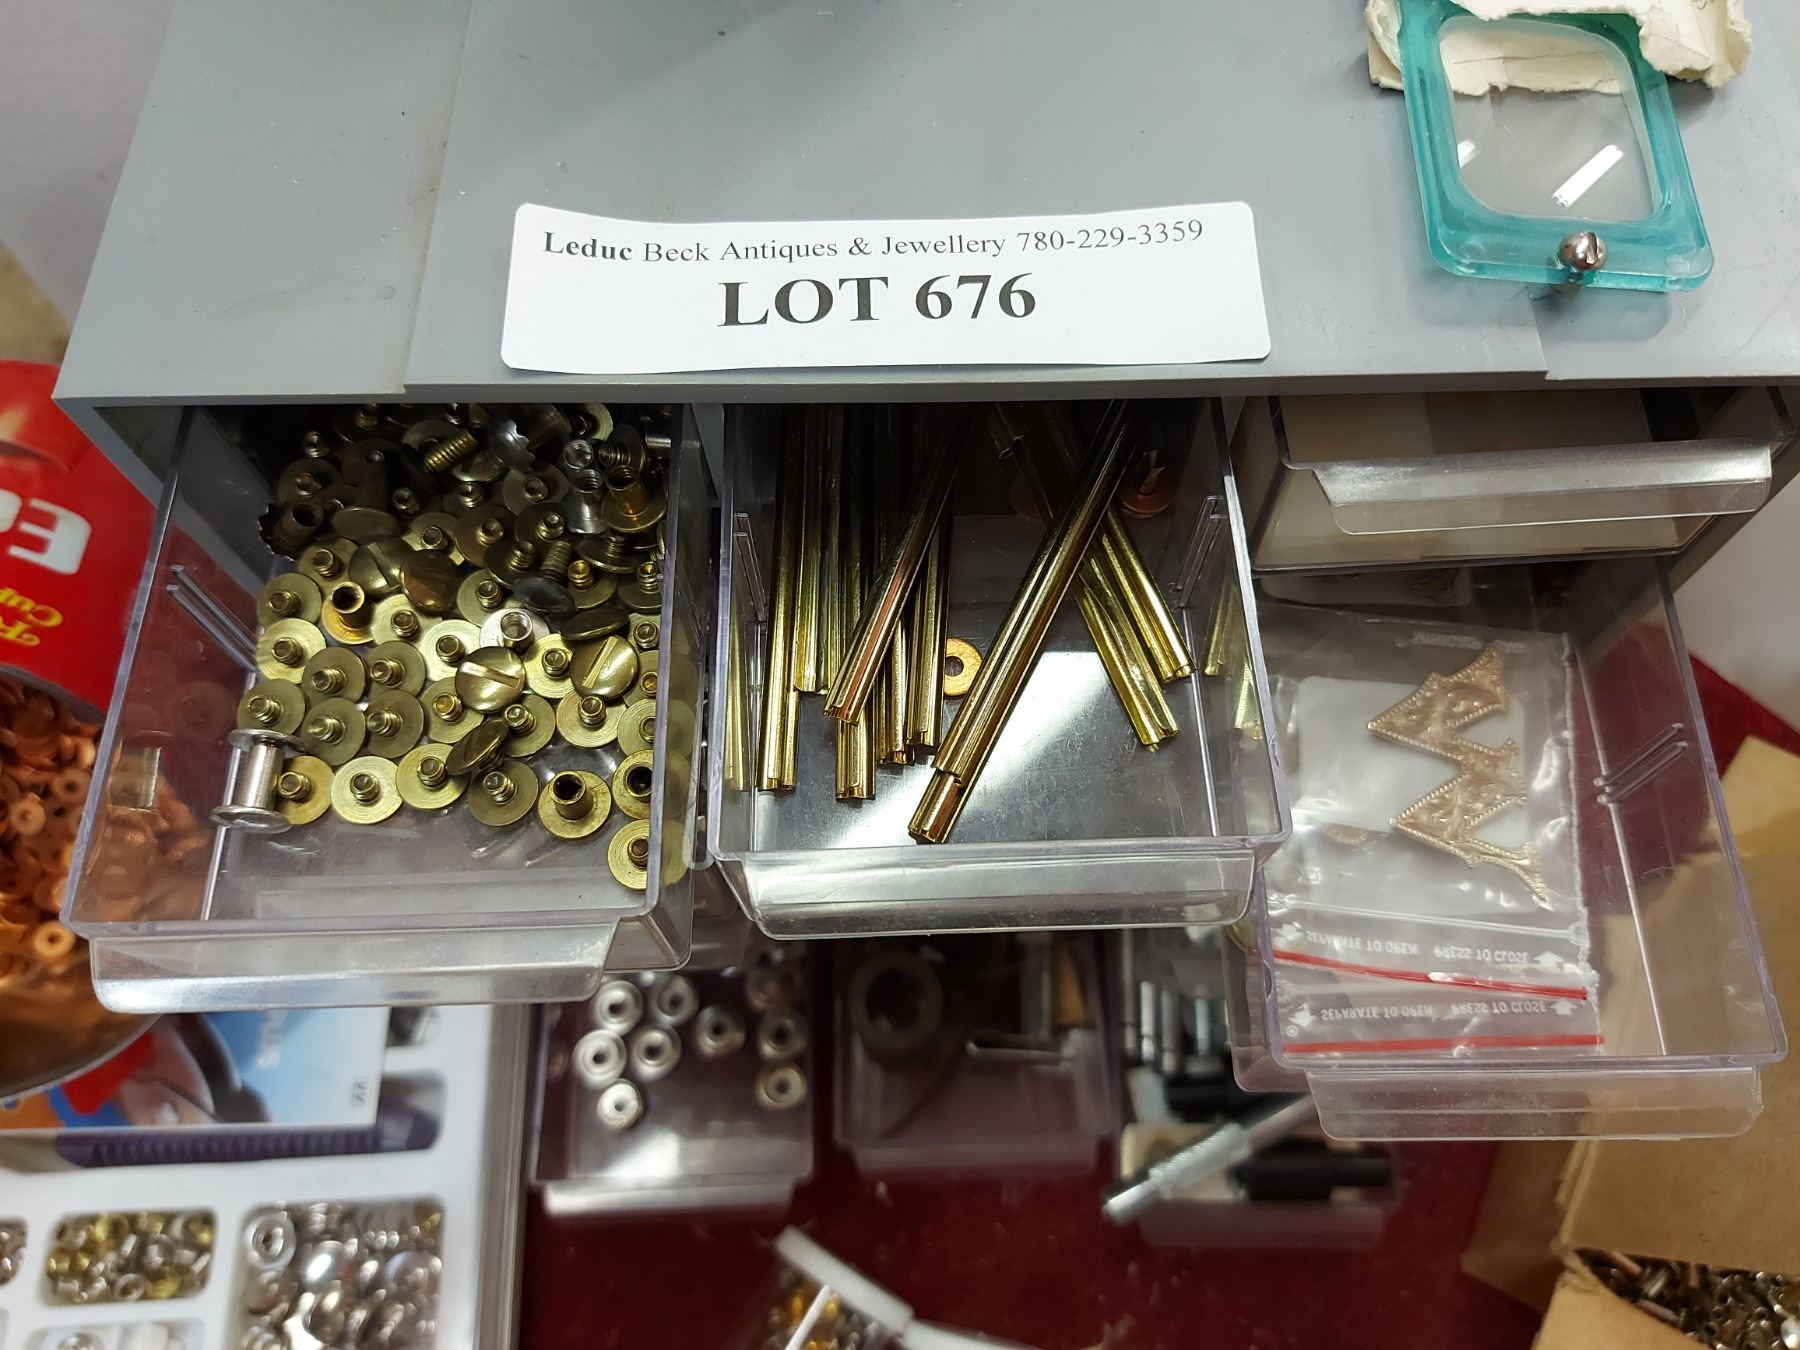 Leduc Beck Antiques & Jewellery 780-229-3359
LOT 676
SEPARATE TO OPEN PRESS TO CLOSE
SEPARATE TO OPEN PRESS TO CLOSE